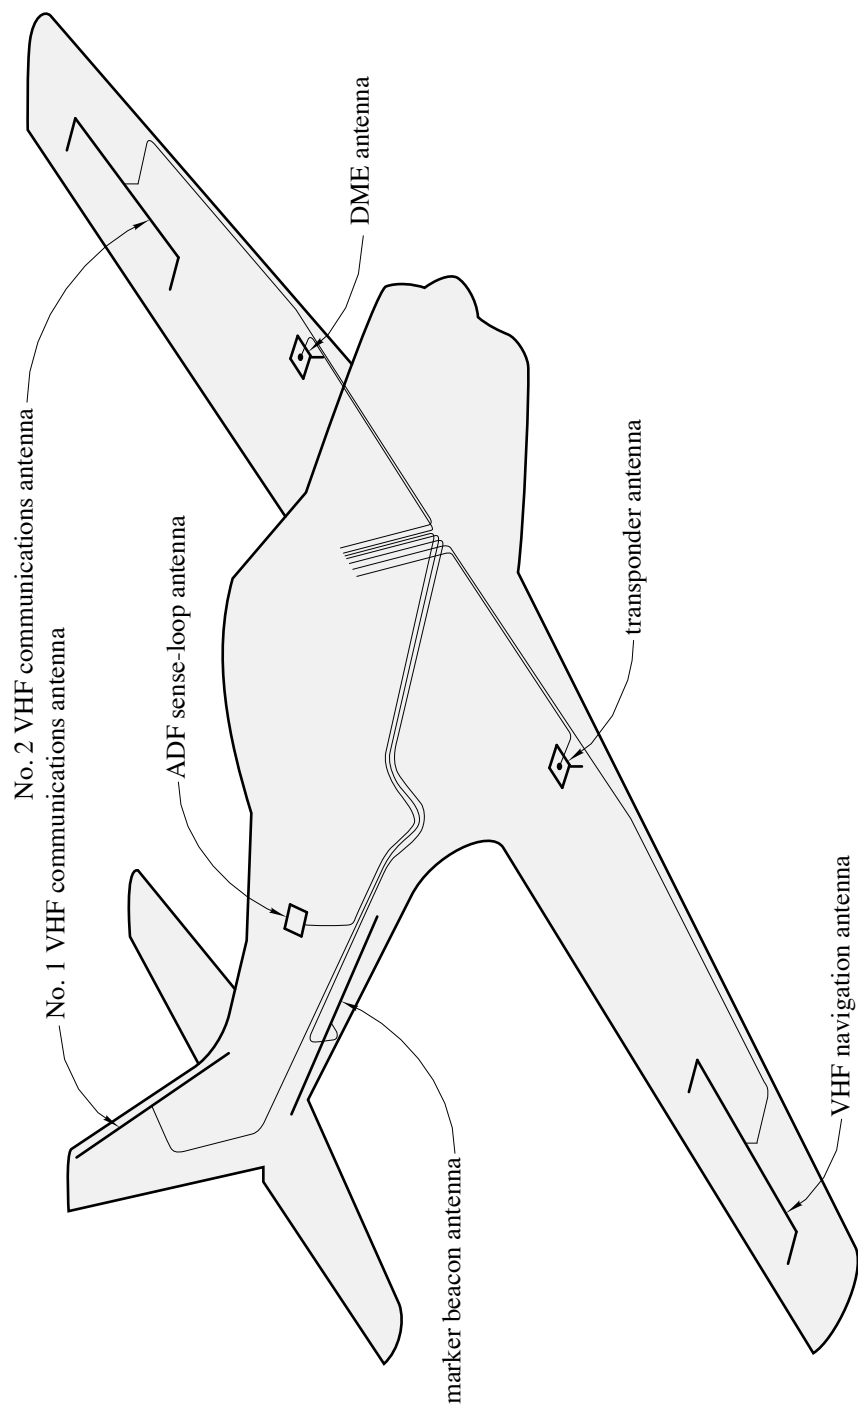 No. 2 VHF communications antenna
No. 1 VHF communications antenna
ADF sense-loop antenna
DME antenna
marker beacon antenna
transponder antenna
VHF navigation antenna